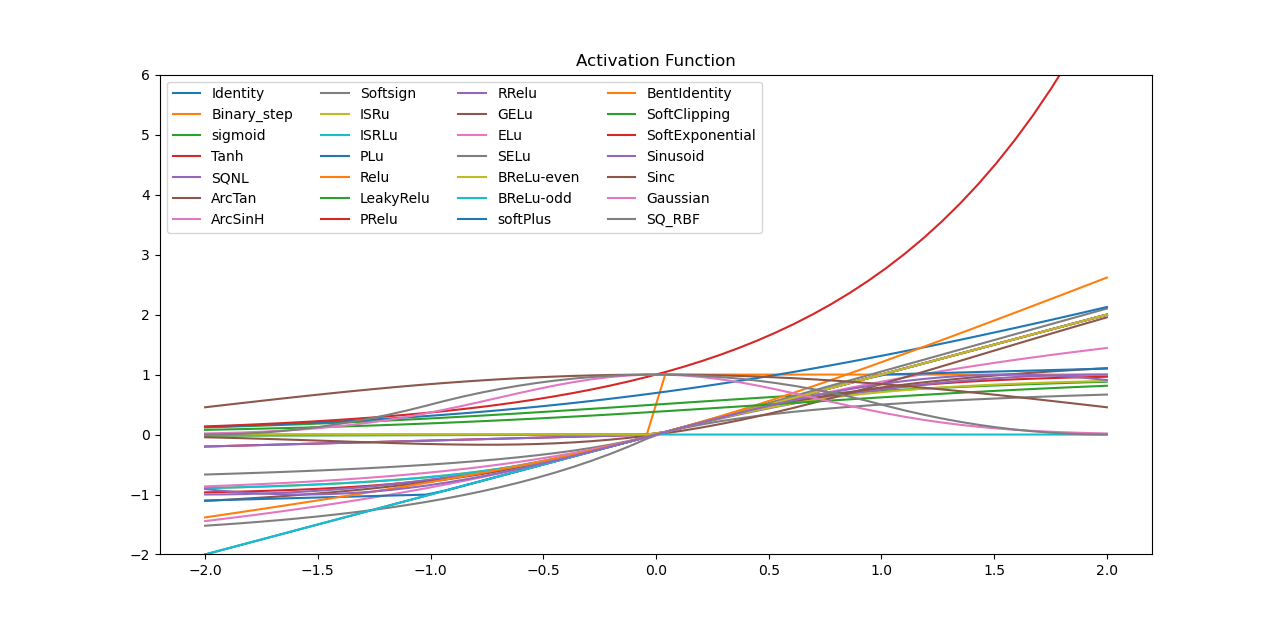 Activation Function
6
5
4
3
2
1
0
−1
−2
Identity
Binary_step
sigmoid
Tanh
SQNL
ArcTan
ArcSinH
Softsign
ISRu
ISRLu
PLu
Relu
LeakyRelu
PRelu
RRelu
GELu
ELu
SELu
BReLu-even
BReLu-odd
softPlus
BentIdentity
SoftClipping
SoftExponential
Sinusoid
Sinc
Gaussian
SQ_RBF
−2.0 −1.5 −1.0 −0.5 0.0 0.5 1.0 1.5 2.0